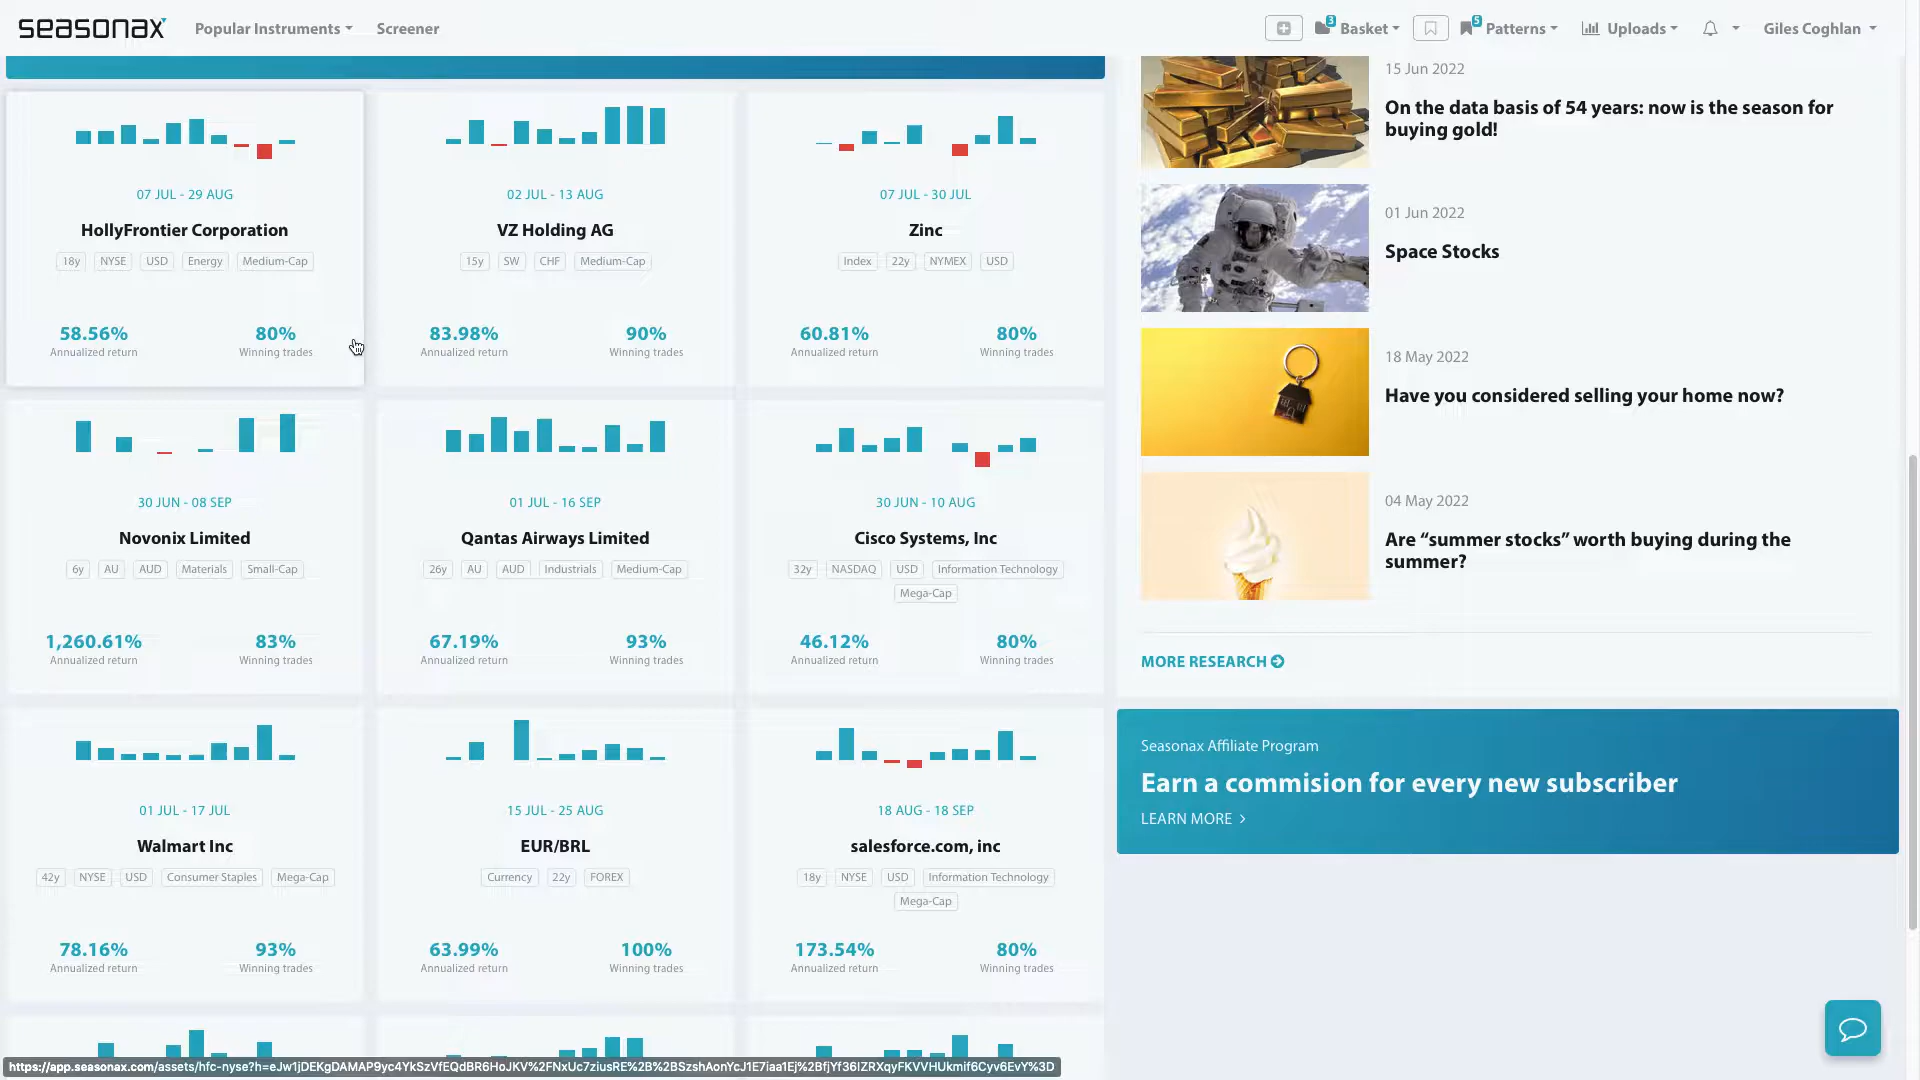 seasonax Popular Instruments Screener 3 Basket 5 Patterns Uploads Giles Coghlan
07 JUL - 29 AUG
HollyFrontier Corporation
18y NYSE USD Energy Medium-Cap
58.56% 80%
Annualized return Winning trades
02 JUL - 13 AUG
VZ Holding AG
15y SW CHF Medium-Cap
83.98% 90%
Annualized return Winning trades
07 JUL - 30 JUL
Zinc
Index 22y NYMEX USD
60.81% 80%
Annualized return Winning trades
30 JUN - 08 SEP
Novonix Limited
6y AU AUD Materials Small-Cap
1,260.61% 83%
Annualized return Winning trades
01 JUL - 16 SEP
Qantas Airways Limited
26y AU AUD Industrials Medium-Cap
67.19% 93%
Annualized return Winning trades
30 JUN - 10 AUG
Cisco Systems, Inc
32y NASDAQ USD Information Technology
Mega-Cap
46.12% 80%
Annualized return Winning trades
01 JUL - 17 JUL
Walmart Inc
42y NYSE USD Consumer Staples Mega-Cap
78.16% 93%
Annualized return Winning trades
15 JUL - 25 AUG
EUR/BRL
Currency 22y FOREX
63.99% 100%
Annualized return Winning trades
18 AUG - 18 SEP
salesforce.com, inc
18y NYSE USD Information Technology
Mega-Cap
173.54% 80%
Annualized return Winning trades
15 Jun 2022
On the data basis of 54 years: now is the season for
buying gold!
01 Jun 2022
Space Stocks
18 May 2022
Have you considered selling your home now?
04 May 2022
Are “summer stocks” worth buying during the
summer?
MORE RESEARCH
Seasonax Affiliate Program
Earn a commision for every new subscriber
LEARN MORE >